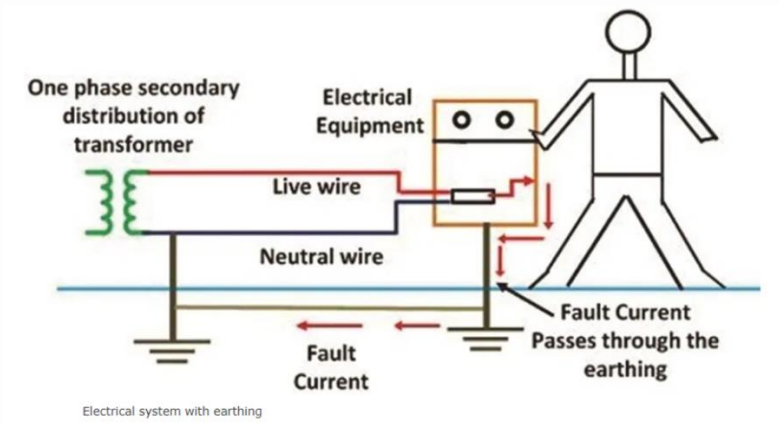 One phase secondary
distribution of
transformer
Electrical
Equipment
Live wire
Neutral wire
Fault Current
Passes through the
earthing
Fault
Current
Electrical system with earthing